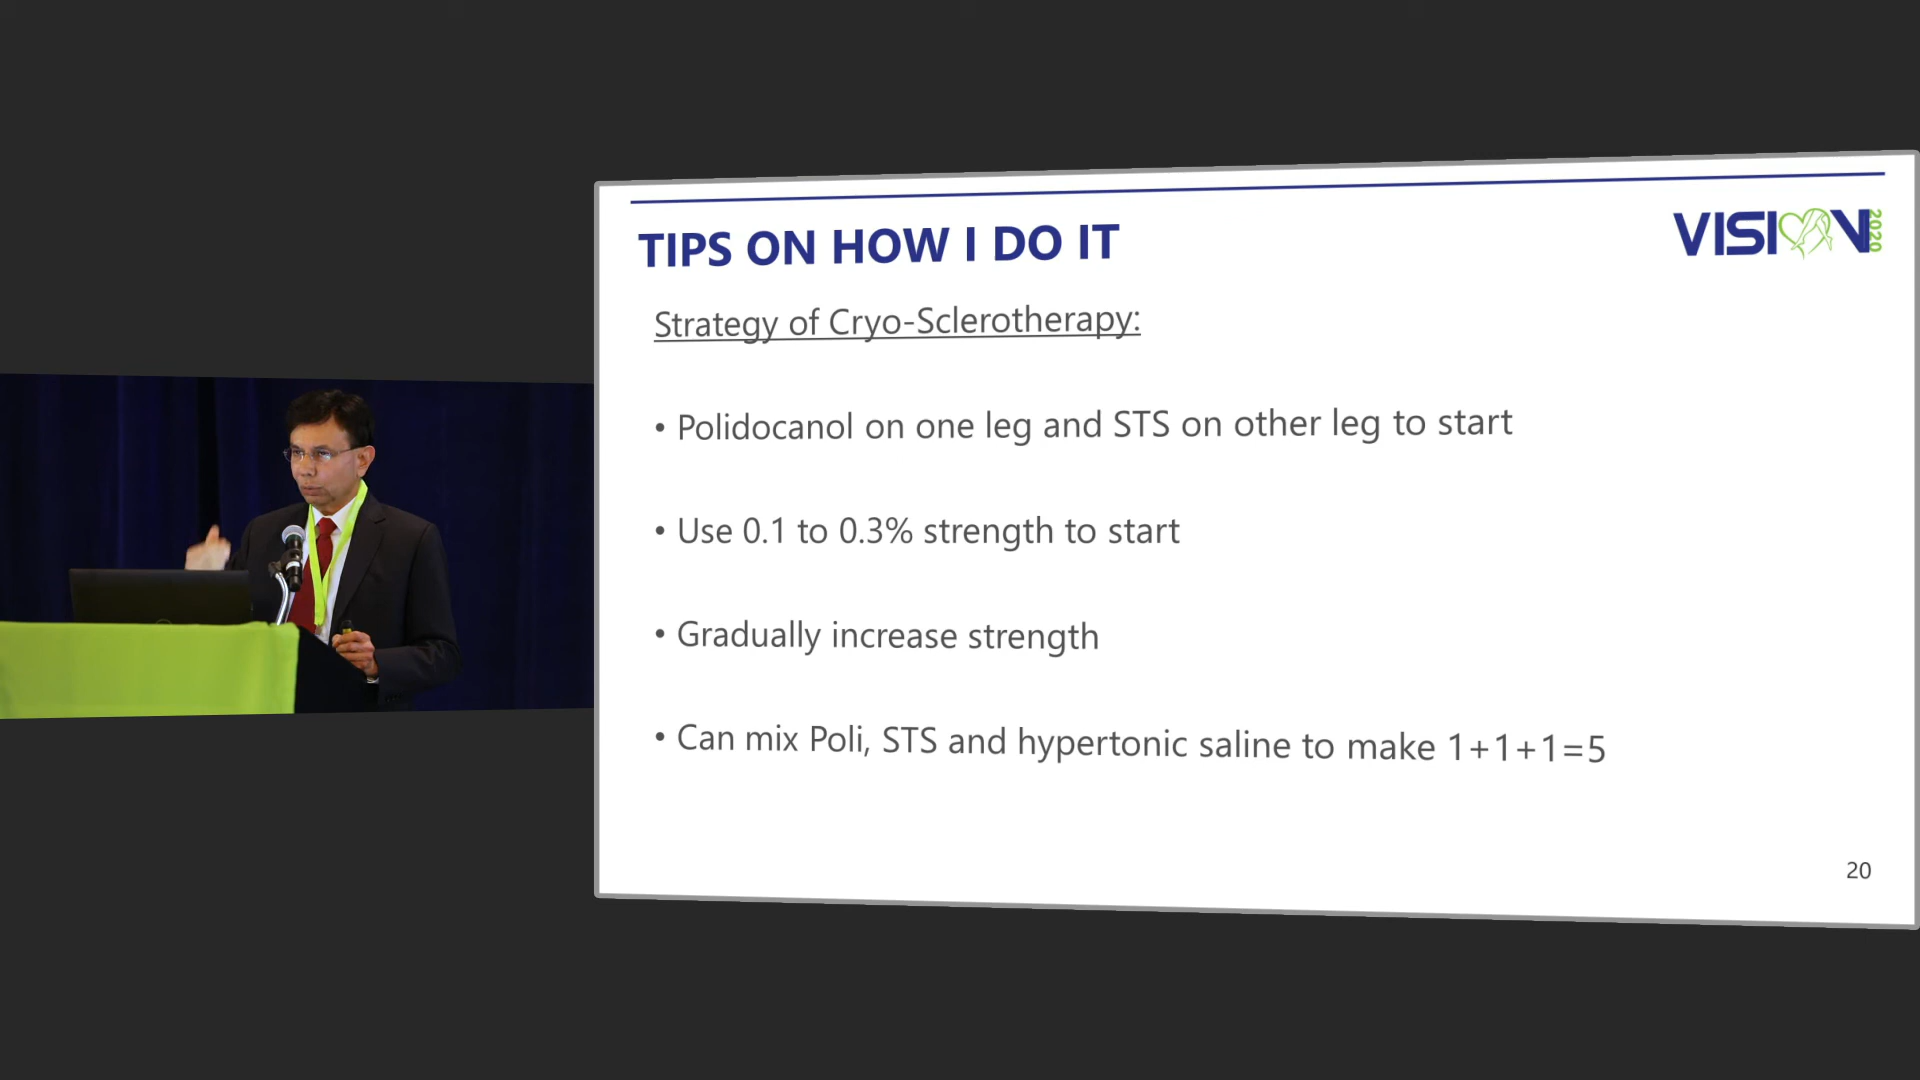 VISION 2020
TIPS ON HOW I DO IT
Strategy of Cryo-Sclerotherapy:
• Polidocanol on one leg and STS on other leg to start
• Use 0.1 to 0.3% strength to start
• Gradually increase strength
• Can mix Poli, STS and hypertonic saline to make 1+1+1=5
20